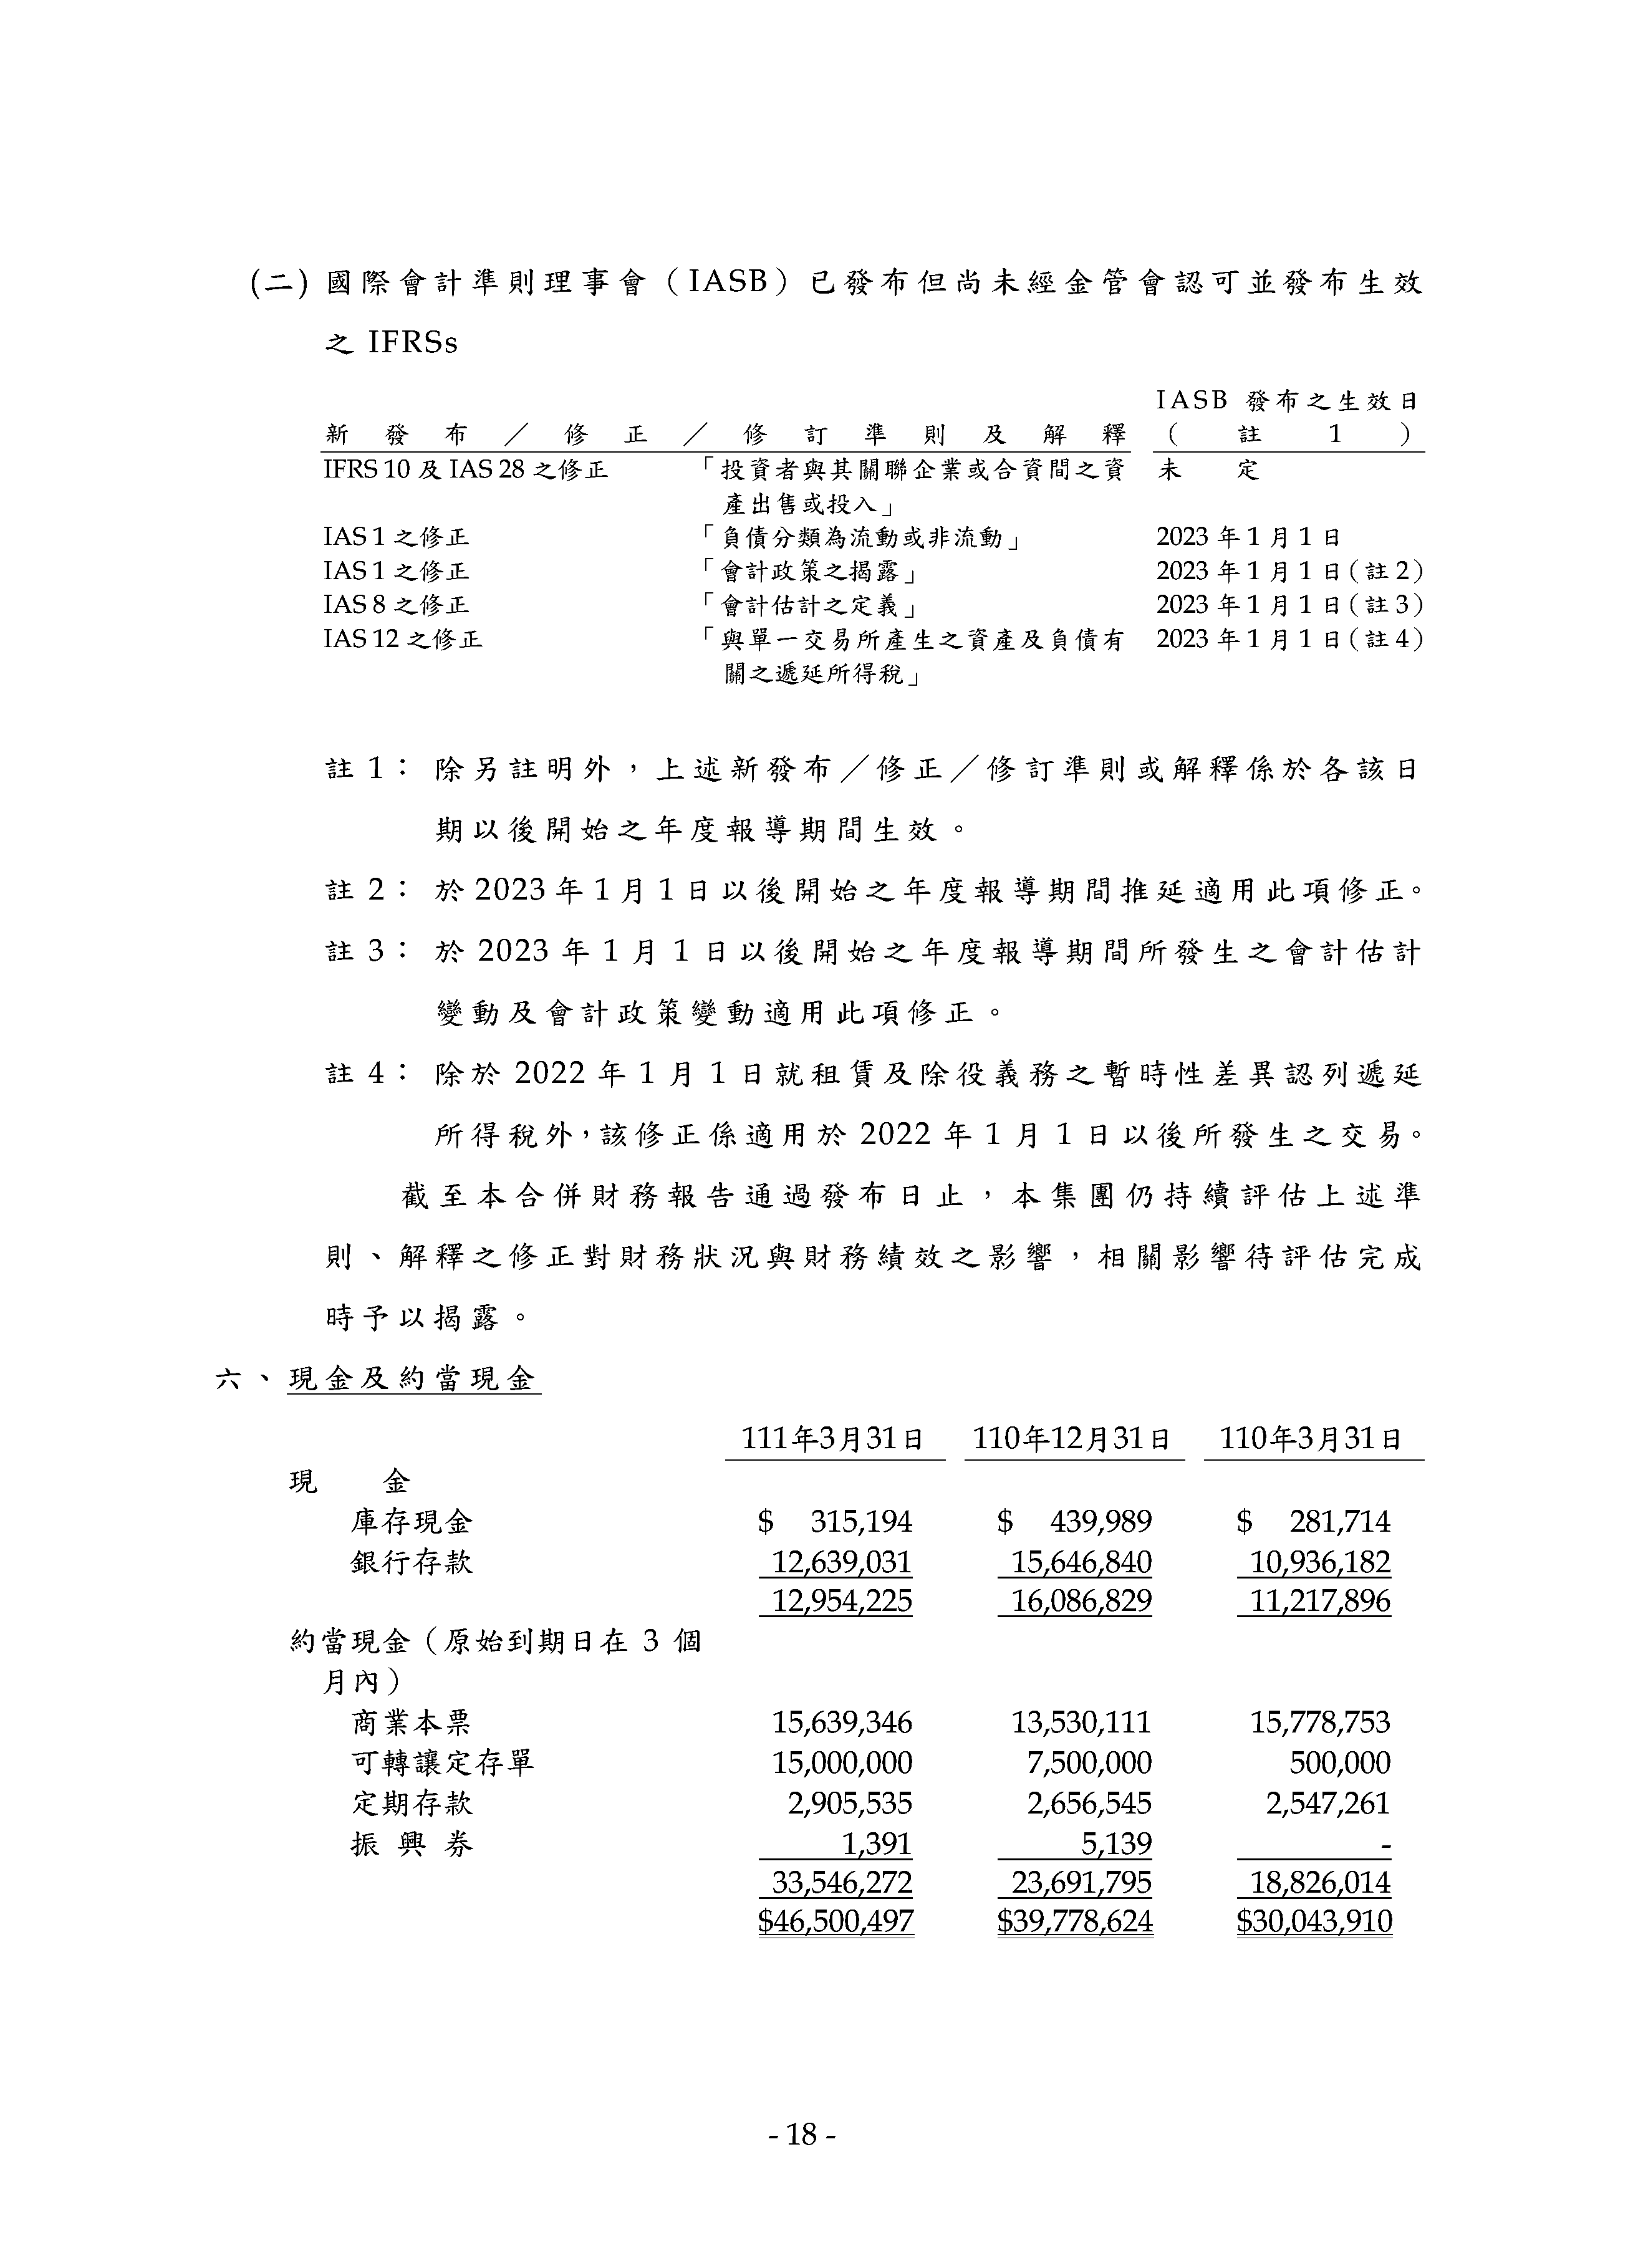 (二) 國際會計準則理事會（IASB）已發布但尚未經金管會認可並發布生效
之 IFRSs
IASB 發布之生效日
新發布／修正／修訂準則及解釋 （註1）
IFRS 10 及 IAS 28 之修正 「投資者與其關聯企業或合資間之資 未 定
產出售或投入」
IAS 1 之修正 「負債分類為流動或非流動」 2023 年 1 月 1 日
IAS 1 之修正 「會計政策之揭露」 2023 年 1 月 1 日（註 2）
IAS 8 之修正 「會計估計之定義」 2023 年 1 月 1 日（註 3）
IAS 12 之修正 「與單一交易所產生之資產及負債有 2023 年 1 月 1 日（註 4）
關之遞延所得稅」
註 1： 除另註明外，上述新發布／修正／修訂準則或解釋係於各該日
期以後開始之年度報導期間生效。
註 2： 於 2023 年 1 月 1 日以後開始之年度報導期間推延適用此項修正。
註 3： 於 2023 年 1 月 1 日以後開始之年度報導期間所發生之會計估計
變動及會計政策變動適用此項修正。
註 4： 除於 2022 年 1 月 1 日就租賃及除役義務之暫時性差異認列遞延
所得稅外，該修正係適用於 2022 年 1 月 1 日以後所發生之交易。
截至本合併財務報告通過發布日止，本集團仍持續評估上述準
則、解釋之修正對財務狀況與財務績效之影響，相關影響待評估完成
時予以揭露。
六、現金及約當現金
111年3月31日 110年12月31日 110年3月31日
現 金
庫存現金 $ 315,194 $ 439,989 $ 281,714
銀行存款 12,639,031 15,646,840 10,936,182
12,954,225 16,086,829 11,217,896
約當現金（原始到期日在 3 個
月內）
商業本票 15,639,346 13,530,111 15,778,753
可轉讓定存單 15,000,000 7,500,000 500,000
定期存款 2,905,535 2,656,545 2,547,261
振 興 券 1,391 5,139 -
33,546,272 23,691,795 18,826,014
$46,500,497 $39,778,624 $30,043,910
- 18 -